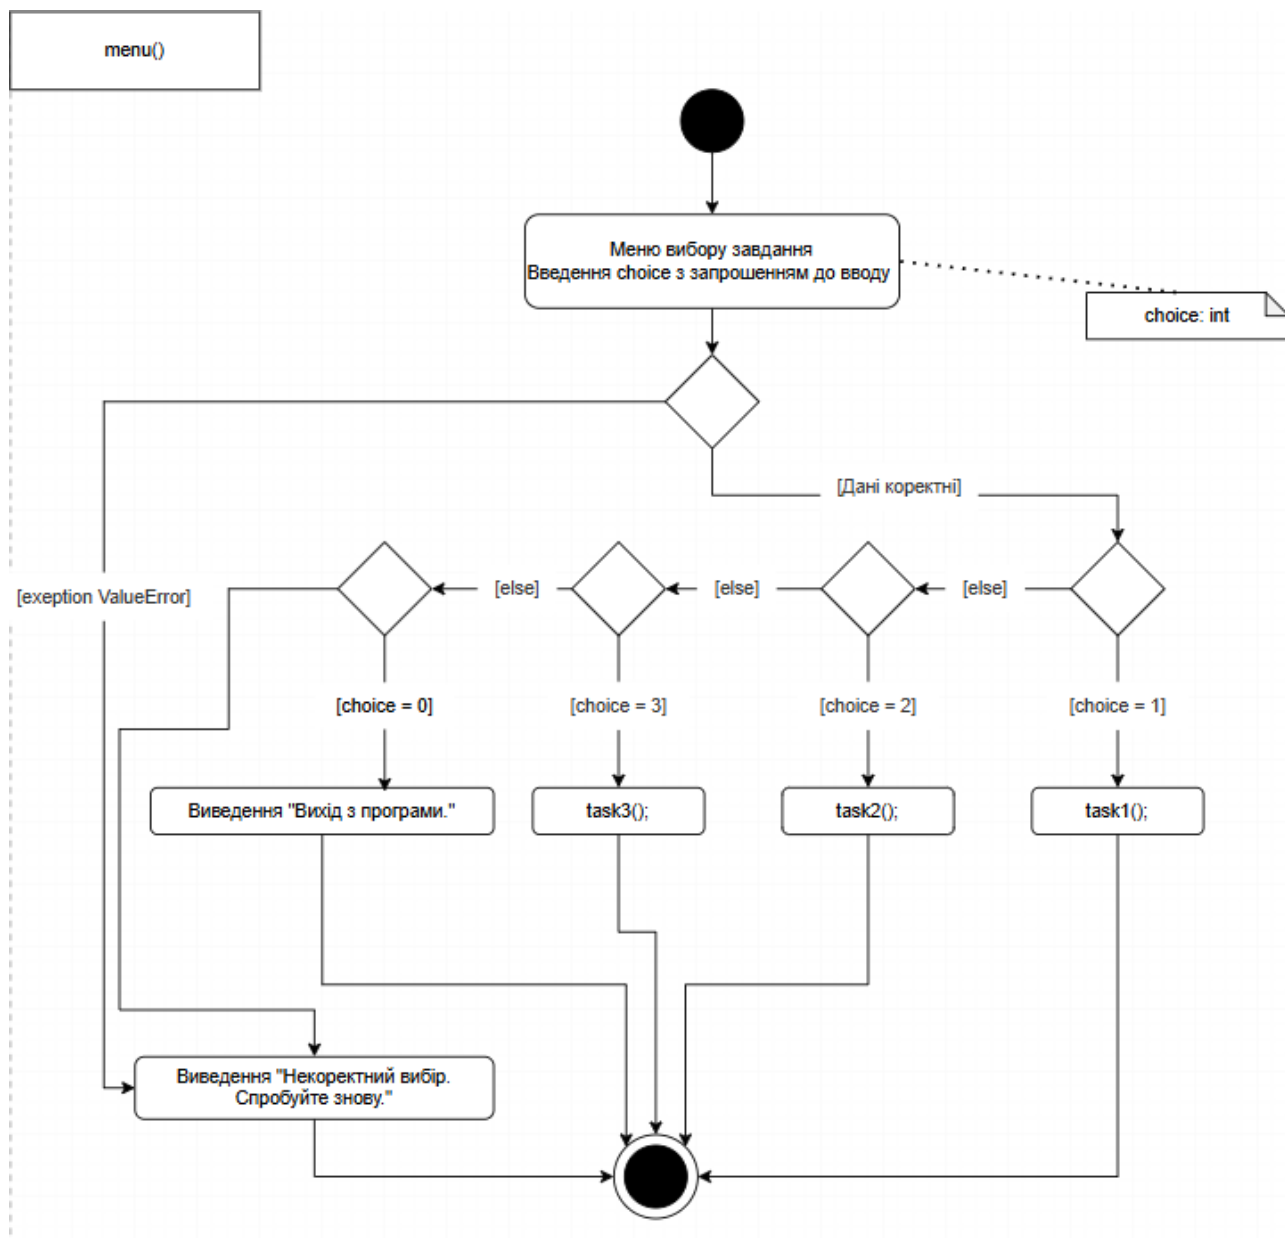 menu()
Меню вибору завдання
Введення choice з запрошенням до вводу
choice: int
[Дані коректні]
[exeption ValueError]
[else]
[else]
[else]
[choice = 0]
[choice = 3]
[choice = 2]
[choice = 1]
Виведення "Вихід з програми."
task3();
task2();
task1();
Виведення "Некоректний вибір.
Спробуйте знову."